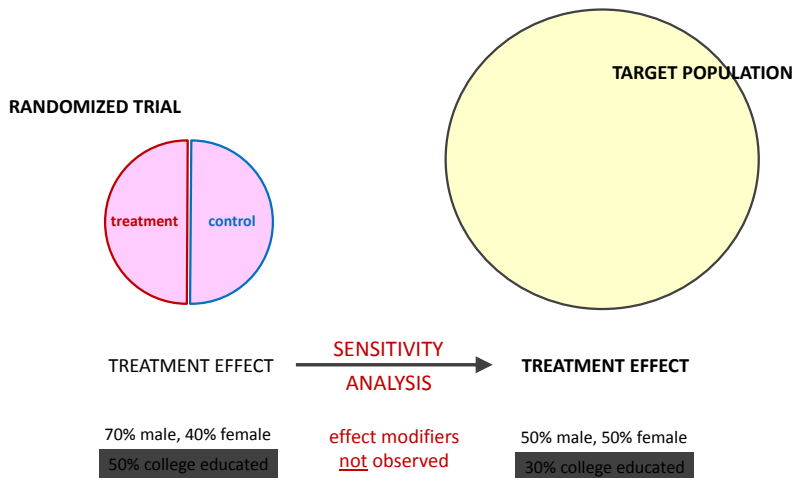 TARGET POPULATION
RANDOMIZED TRIAL
treatment
control
TREATMENT EFFECT
SENSITIVITY
ANALYSIS
TREATMENT EFFECT
70% male, 40% female
50% college educated
effect modifiers
not observed
50% male, 50% female
30% college educated